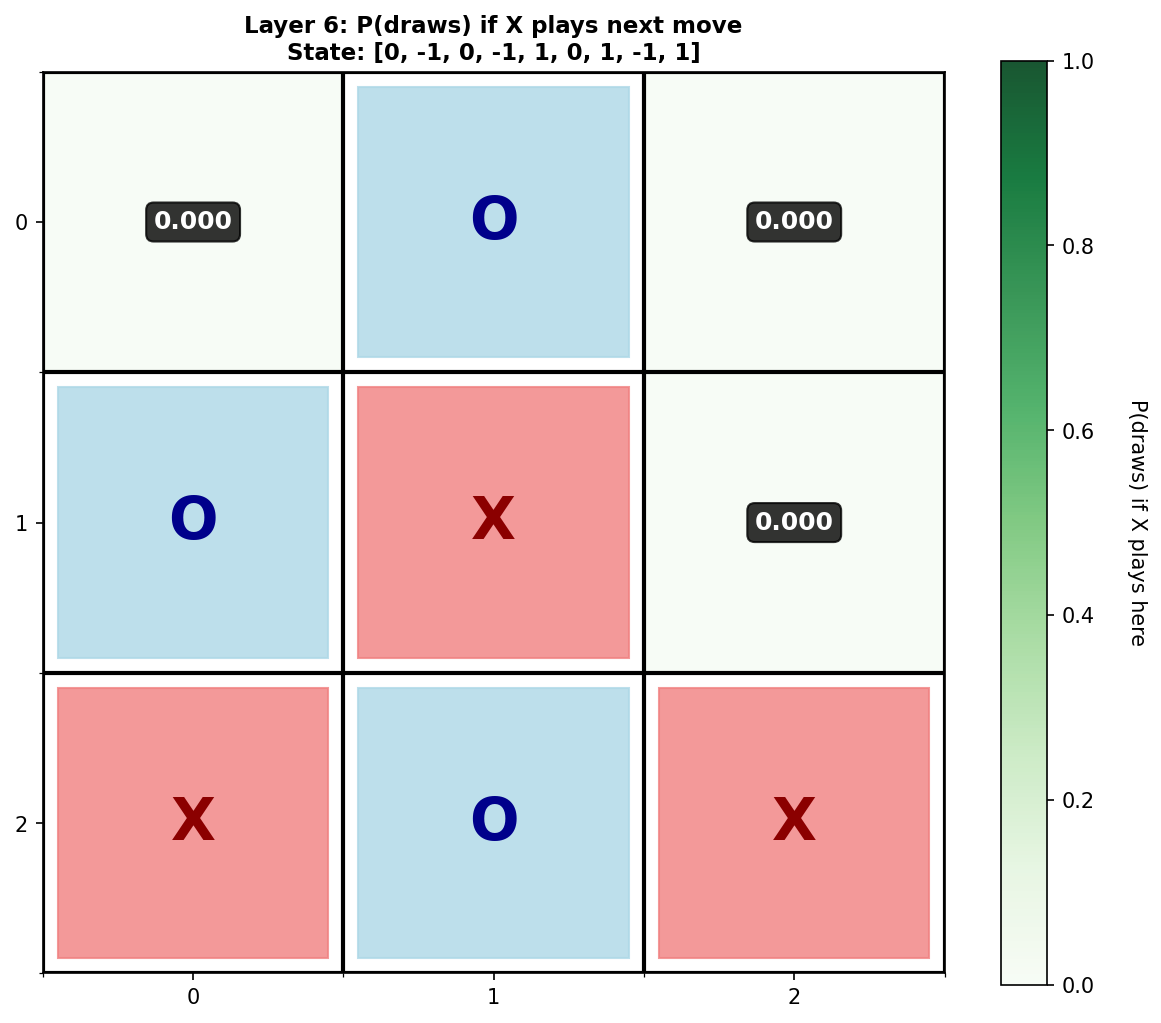 Layer 6: P(draws) if X plays next move
State: [0, -1, 0, -1, 1, 0, 1, -1, 1]
0.000
O
0.000
O
X
0.000
X
O
X
0
1
2
0
1
2
1.0
0.8
0.6
0.4
0.2
0.0
P(draws) if X plays here